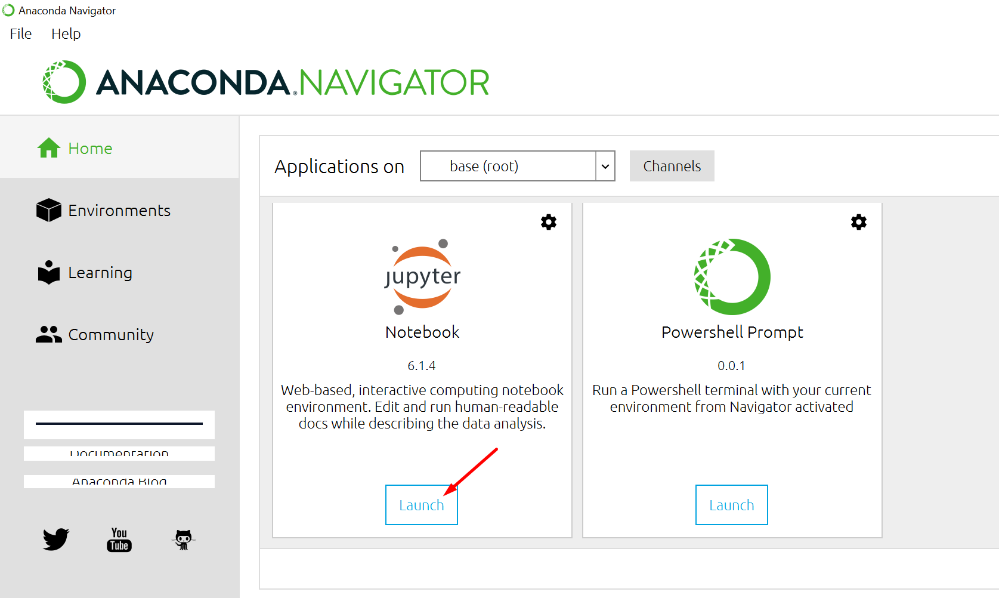 Anaconda Navigator
File Help
ANACONDA.NAVIGATOR
Home
Environments
Learning
Community
Documentation
Anaconda Blog
You
Tube
Applications on base (root) Channels
jupyter
Notebook
6.1.4
Web-based, interactive computing notebook
environment. Edit and run human-readable
docs while describing the data analysis.
Launch
Powershell Prompt
0.0.1
Run a Powershell terminal with your current
environment from Navigator activated
Launch